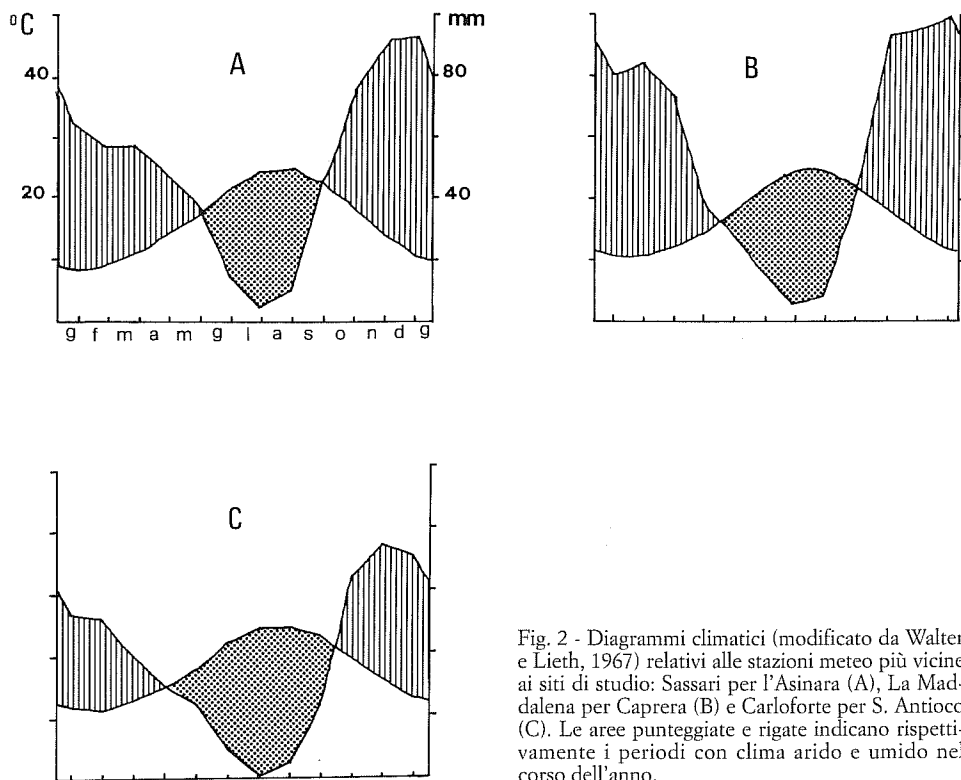 °C
mm
A
B
40
80
20
40
g f m a m g l a s o n d g
C
Fig. 2 - Diagrammi climatici (modificato da Walter
e Lieth, 1967) relativi alle stazioni meteo più vicine
ai siti di studio: Sassari per l'Asinara (A), La Mad-
dalena per Caprera (B) e Carloforte per S. Antioco
(C). Le aree punteggiate e rigate indicano rispetti-
vamente i periodi con clima arido e umido nel
corso dell'anno.